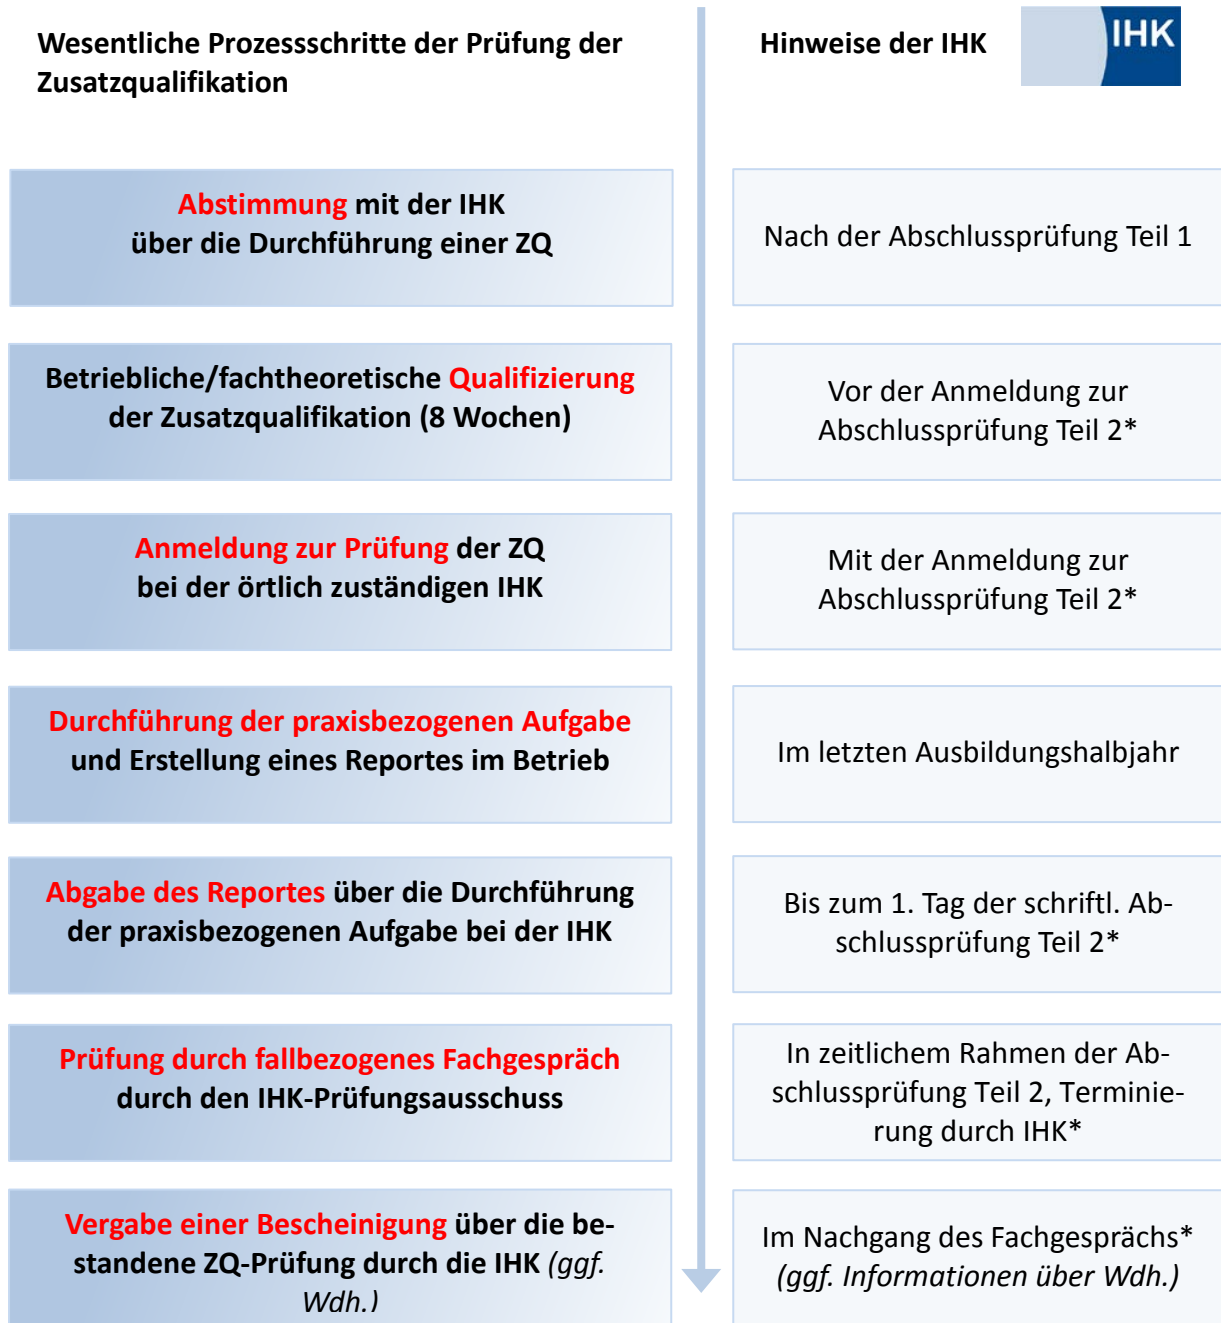 Wesentliche Prozessschritte der Prüfung der
Zusatzqualifikation
Hinweise der IHK
IHK
Abstimmung mit der IHK
über die Durchführung einer ZQ
Nach der Abschlussprüfung Teil 1
Betriebliche/fachtheoretische Qualifizierung
der Zusatzqualifikation (8 Wochen)
Vor der Anmeldung zur
Abschlussprüfung Teil 2*
Anmeldung zur Prüfung der ZQ
bei der örtlich zuständigen IHK
Mit der Anmeldung zur
Abschlussprüfung Teil 2*
Durchführung der praxisbezogenen Aufgabe
und Erstellung eines Reportes im Betrieb
Im letzten Ausbildungshalbjahr
Abgabe des Reportes über die Durchführung
der praxisbezogenen Aufgabe bei der IHK
Bis zum 1. Tag der schriftl. Ab-
schlussprüfung Teil 2*
Prüfung durch fallbezogenes Fachgespräch
durch den IHK-Prüfungsausschuss
In zeitlichem Rahmen der Ab-
schlussprüfung Teil 2, Terminie-
rung durch IHK*
Vergabe einer Bescheinigung über die be-
standene ZQ-Prüfung durch die IHK (ggf.
Wdh.)
Im Nachgang des Fachgesprächs*
(ggf. Informationen über Wdh.)